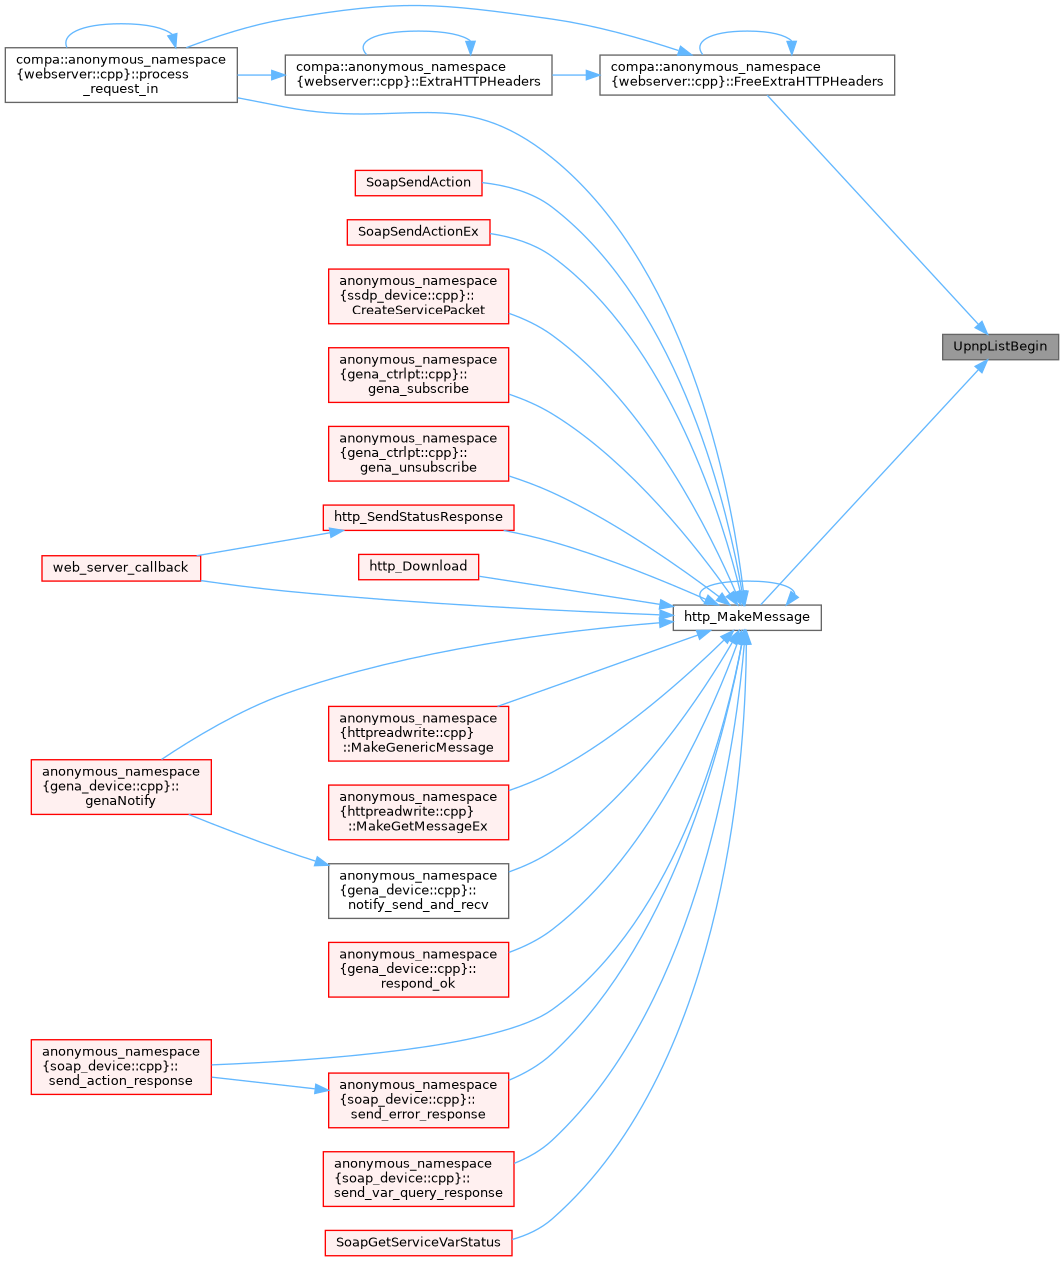 compa::anonymous_namespace
{webserver::cpp}::process
_request_in
compa::anonymous_namespace
{webserver::cpp}::ExtraHTTPHeaders
compa::anonymous_namespace
{webserver::cpp}::FreeExtraHTTPHeaders
SoapSendAction
SoapSendActionEx
anonymous_namespace
{ssdp_device::cpp}::
CreateServicePacket
UpnpListBegin
anonymous_namespace
{gena_ctrlpt::cpp}::
gena_subscribe
anonymous_namespace
{gena_ctrlpt::cpp}::
gena_unsubscribe
http_SendStatusResponse
web_server_callback
http_Download
http_MakeMessage
anonymous_namespace
{httpreadwrite::cpp}
::MakeGenericMessage
anonymous_namespace
{gena_device::cpp}::
genaNotify
anonymous_namespace
{httpreadwrite::cpp}
::MakeGetMessageEx
anonymous_namespace
{gena_device::cpp}::
notify_send_and_recv
anonymous_namespace
{gena_device::cpp}::
respond_ok
anonymous_namespace
{soap_device::cpp}::
send_action_response
anonymous_namespace
{soap_device::cpp}::
send_error_response
anonymous_namespace
{soap_device::cpp}::
send_var_query_response
SoapGetServiceVarStatus